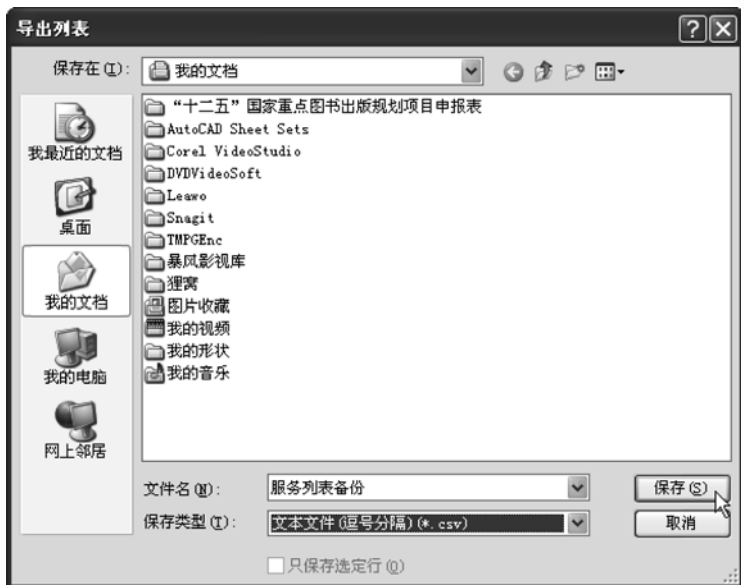 导出列表
保存在(I):
我的文档
我最近的文档
桌面
我的文档
我的电脑
网上邻居
“十二五”国家重点图书出版规划项目申报表
AutoCAD Sheet Sets
Corel VideoStudio
DVDVideoSoft
Leawo
Snagit
TMPGEnc
暴风影视库
狸窝
图片收藏
我的视频
我的形状
我的音乐
文件名(N):
服务列表备份
保存(S)
保存类型(T):
文本文件(逗号分隔)(*.csv)
取消
只保存选定行(O)